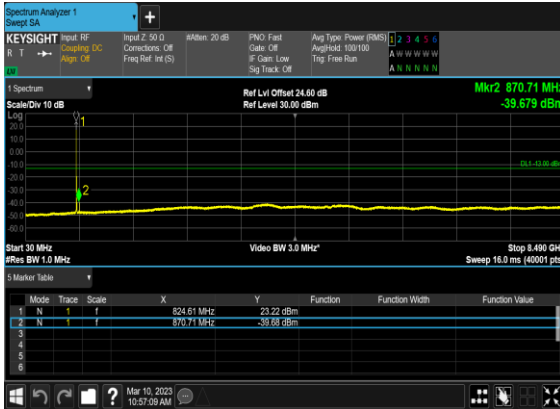 Spectrum Analyzer 1
Swept SA
KEYSIGHT
R T
Input: RF
Coupling: DC
Align: Off
Input Z: 50 Ω
Corrections: Off
Freq Ref: Int (S)
#Atten: 20 dB
PNO: Fast
Gate: Off
IF Gain: Low
Sig Track: Off
Avg Type: Power (RMS)
Avg|Hold: 100/100
Trig: Free Run
1 2 3 4 5 6
A W W W W W
A N N N N N
1 Spectrum
Scale/Div 10 dB
Log
Ref Lvl Offset 24.60 dB
Ref Level 30.00 dBm
Mkr2 870.71 MHz
-39.679 dBm
20.0
10.0
0.00
-10.0
-20.0
-30.0
-40.0
-50.0
-60.0
1
2
DL1 -13.00 dBm
Start 30 MHz
#Res BW 1.0 MHz
Video BW 3.0 MHz*
Stop 8.490 GHz
Sweep 16.0 ms (40001 pts)
5 Marker Table
Mode Trace Scale X Y Function Function Width Function Value
1 N 1 f 824.61 MHz 23.22 dBm
2 N 1 f 870.71 MHz -39.68 dBm
3
4
5
6
Mar 10, 2023
10:57:09 AM